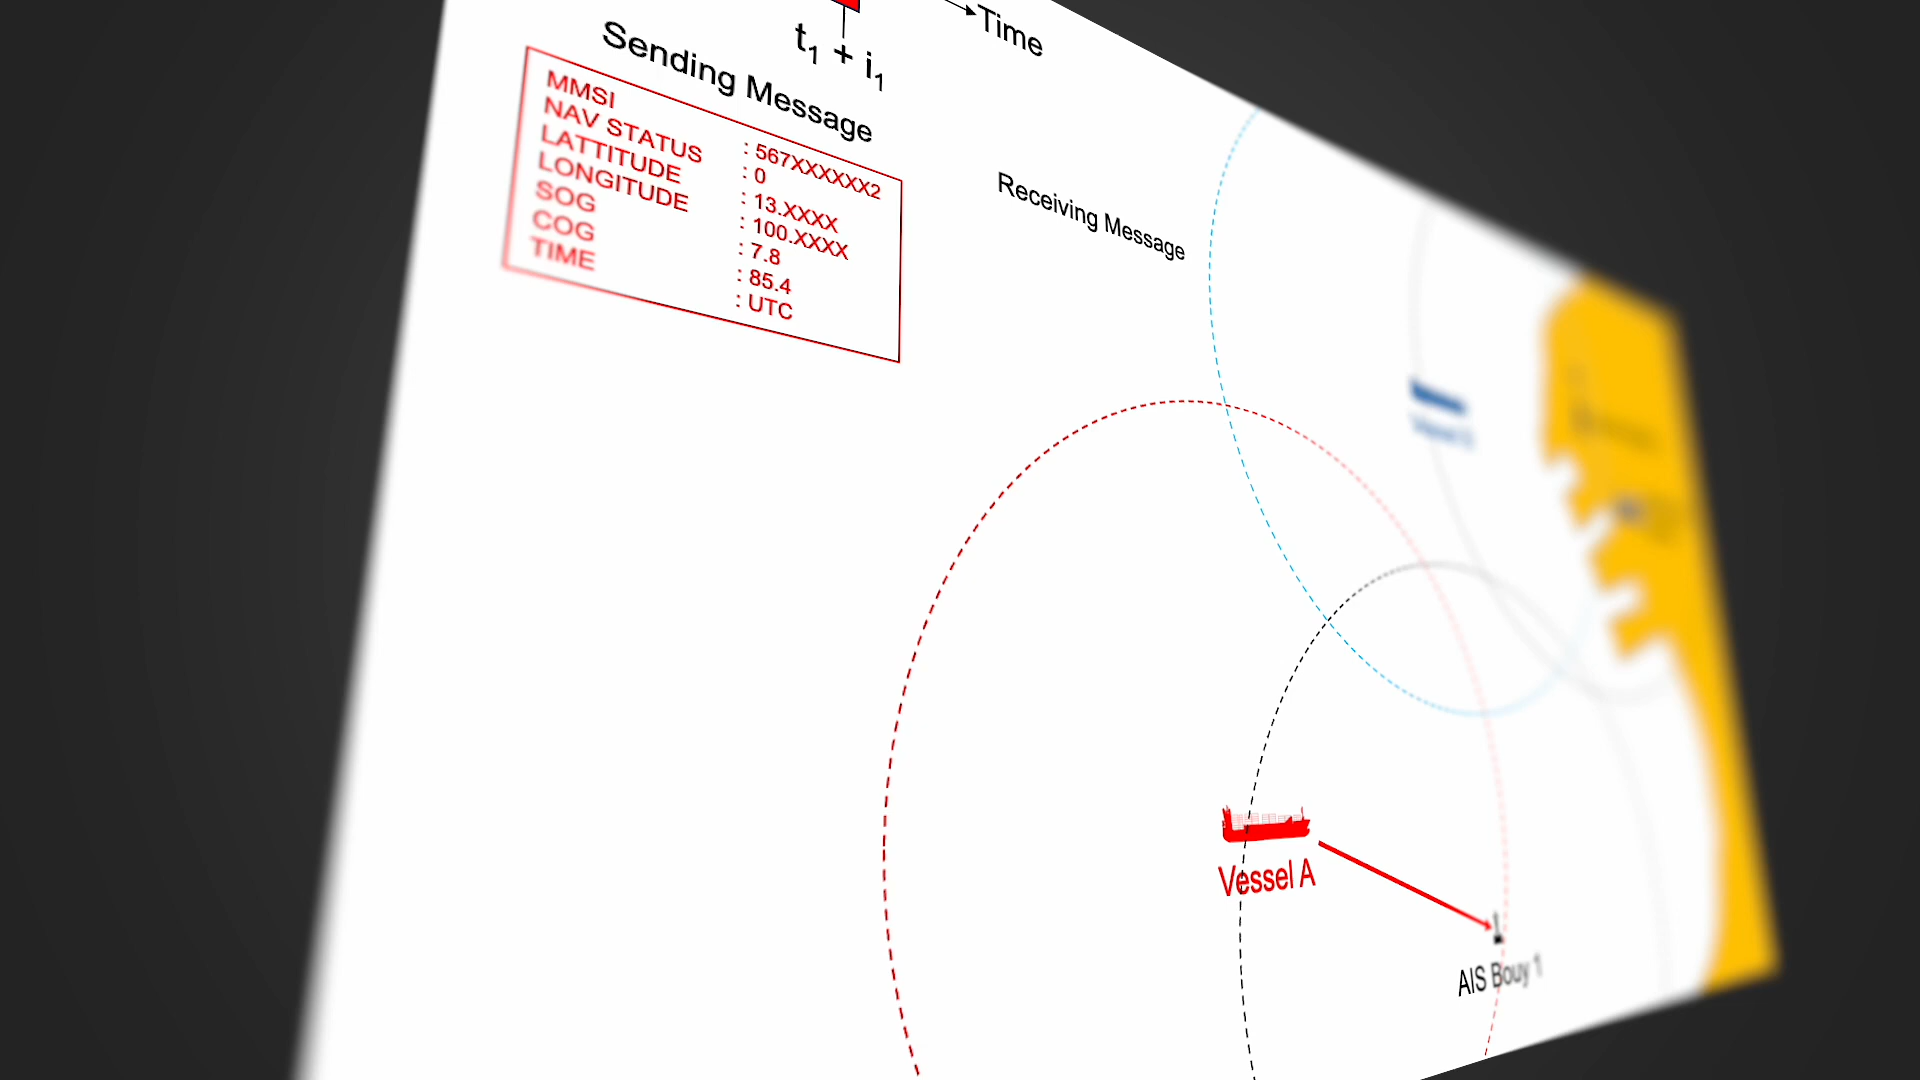 Time
t1 + i1
Sending Message
MMSI : 567XXXXXX2
NAV STATUS : 0
LATTITUDE : 13.XXXX
LONGITUDE : 100.XXXX
SOG : 7.8
COG : 85.4
TIME : UTC
Receiving Message
Vessel A
AIS Bouy 1